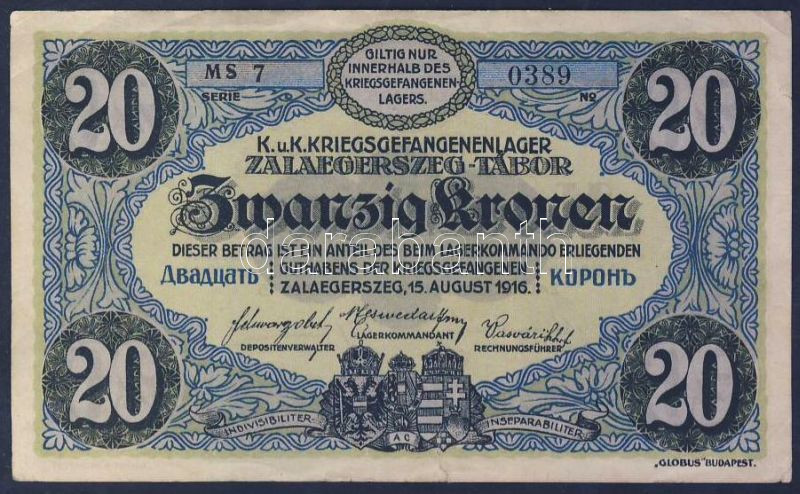 20
MS 7
SERIE
GILTIG NUR
INNERHALB DES
KRIEGSGEFANGENEN-
LAGERS.
0389
No
20
K.u.K.KRIEGSGEFANGENENLAGER
ZALAEGERSZEG-TÁBOR
Zwanzig Kronen
DIESER BETRAG IST EIN ANTEIL DES BEIM LAGERKOMMANDO ERLIEGENDEN
Двадцать GUTHABENS DER KRIEGSGEFANGENEN Коронъ
ZALAEGERSZEG, 15. AUGUST 1916.
darabanth
DEPOSITENVERWALTER
LAGERKOMMANDANT
RECHNUNGSFÜHRER
20
INDIVISIBILITER
AC
INSEPARABILITER
20
„GLOBUS" BUDAPEST.